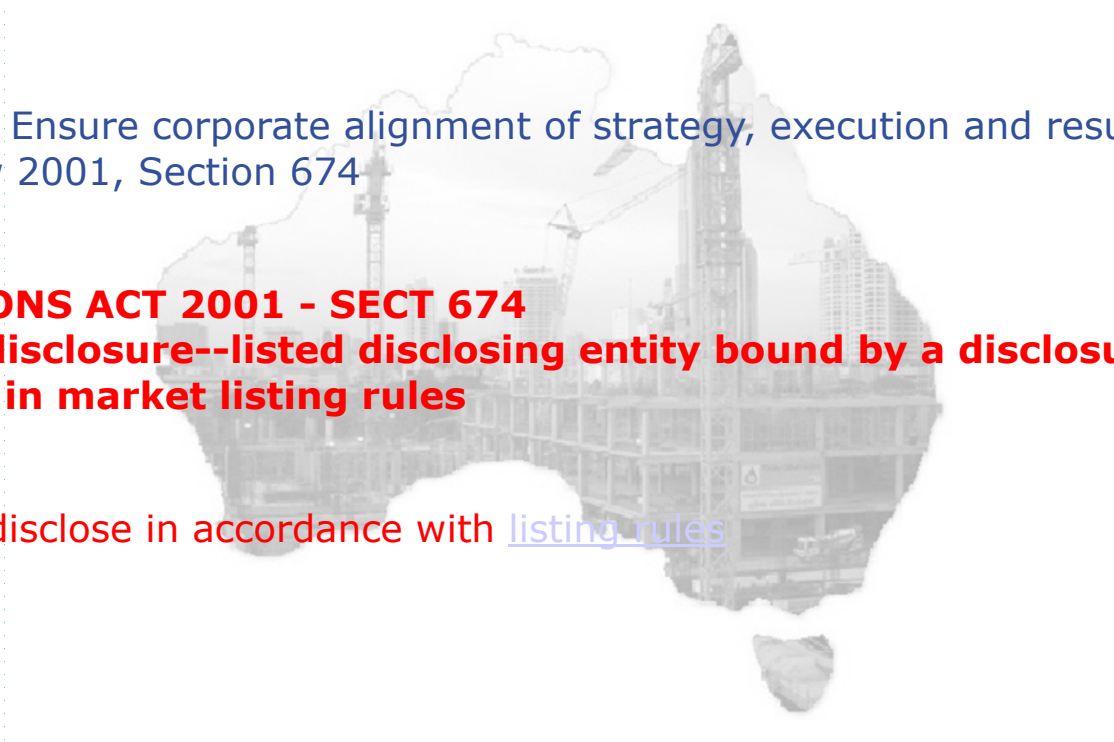 Ensure corporate alignment of strategy, execution and resu
2001, Section 674
ONS ACT 2001 - SECT 674
disclosure--listed disclosing entity bound by a disclosu
in market listing rules
disclose in accordance with listing rules